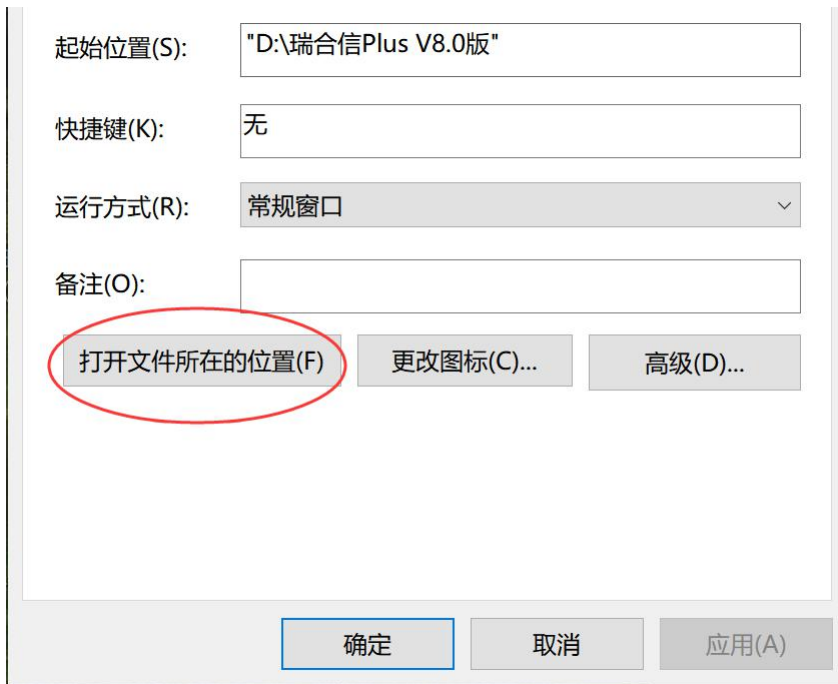 起始位置(S): "D:\瑞合信Plus V8.0版"
快捷键(K): 无
运行方式(R): 常规窗口
备注(O):
打开文件所在的位置(F) 更改图标(C)... 高级(D)...
确定 取消 应用(A)